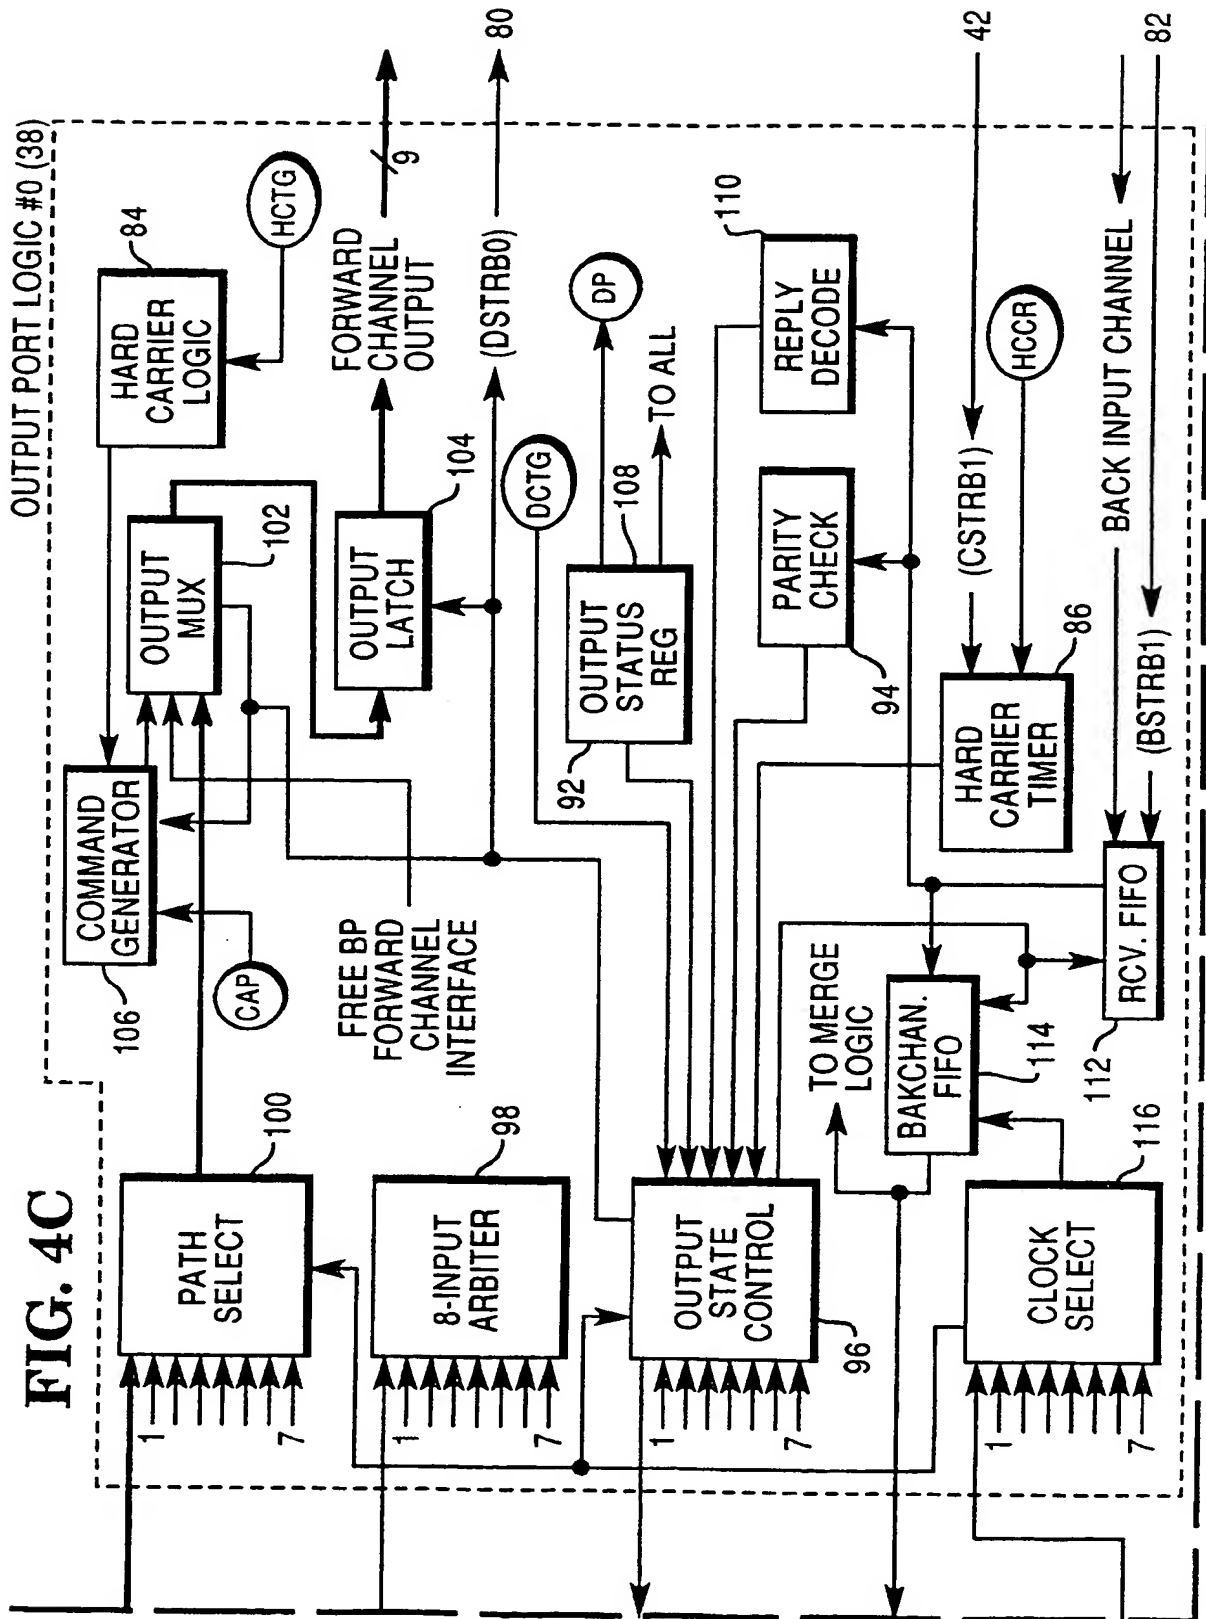 FIG. 4C
OUTPUT PORT LOGIC #0 (38)
PATH
SELECT
100
1
7
8-INPUT
ARBITER
98
1
7
OUTPUT
STATE
CONTROL
96
1
7
CLOCK
SELECT
116
1
7
COMMAND
GENERATOR
106
CAP
OUTPUT
MUX
102
HARD
CARRIER
LOGIC
84
HCTG
FREE BP
FORWARD
CHANNEL
INTERFACE
OUTPUT
LATCH
104
FORWARD
CHANNEL
OUTPUT
9
(DSTRB0)
80
DCTG
OUTPUT
STATUS
REG
92
108
DP
TO ALL
PARITY
CHECK
94
REPLY
DECODE
110
TO MERGE
LOGIC
BAKCHAN.
FIFO
114
HARD
CARRIER
TIMER
86
(CSTRB1)
42
HCCR
RCV. FIFO
112
BACK INPUT CHANNEL
(BSTRB1)
82